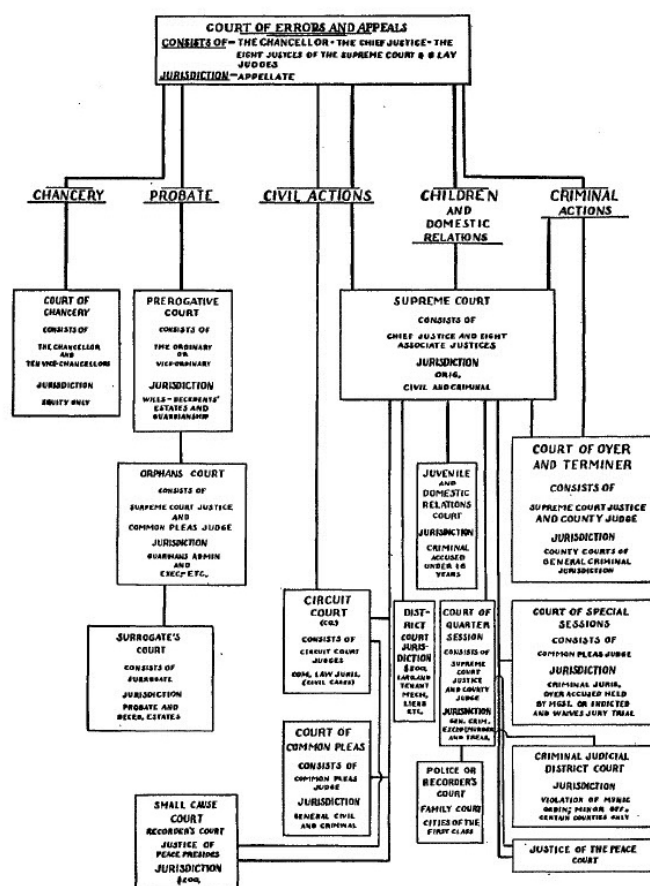 COURT OF ERRORS AND APPEALS
CONSISTS OF - THE CHANCELLOR - THE CHIEF JUSTICE - THE
EIGHT JUSTICES OF THE SUPREME COURT & 8 LAY
JUDGES
JURISDICTION - APPELLATE
CHANCERY
PROBATE
CIVIL ACTIONS
CHILDREN
AND
DOMESTIC
RELATIONS
CRIMINAL
ACTIONS
COURT OF
CHANCERY
CONSISTS OF
THE CHANCELLOR
AND
TEN VICE-CHANCELLORS
JURISDICTION
EQUITY ONLY
PREROGATIVE
COURT
CONSISTS OF
THE ORDINARY
OR
VICE-ORDINARY
JURISDICTION
WILLS - DECEDENTS'
ESTATES AND
GUARDIANSHIP
SUPREME COURT
CONSISTS OF
CHIEF JUSTICE AND EIGHT
ASSOCIATE JUSTICES
JURISDICTION
ORIG.
CIVIL AND CRIMINAL
ORPHANS COURT
CONSISTS OF
SUPREME COURT JUSTICE
AND
COMMON PLEAS JUDGE
JURISDICTION
GUARDIANS ADMIN
AND
EXEC. ETC.
JUVENILE
AND
DOMESTIC
RELATIONS
COURT
JURISDICTION
CRIMINAL
ACCUSED
UNDER 16
YEARS
COURT OF OYER
AND TERMINER
CONSISTS OF
SUPREME COURT JUSTICE
AND COUNTY JUDGE
JURISDICTION
COUNTY COURTS OF
GENERAL CRIMINAL
JURISDICTION
SURROGATE'S
COURT
CONSISTS OF
SURROGATE
JURISDICTION
PROBATE AND
DECED. ESTATES
CIRCUIT
COURT
(CO.)
CONSISTS OF
CIRCUIT COURT
JUDGES
COM. LAW JURIS.
(CIVIL CASES)
DIST-
RICT
COURT
JURIS-
DICTION
$500,
LAND AND
TENANT
MECH.
LIENS
ETC.
COURT OF
QUARTER
SESSION
CONSISTS OF
SUPREME
COURT
JUSTICE
AND COUNTY
JUDGE
JURISDICTION
GEN. CRIM.
AND TREAS.
COURT OF SPECIAL
SESSIONS
CONSISTS OF
COMMON PLEAS JUDGE
JURISDICTION
CRIMINAL JURIS.
OVER ACCUSED HELD
BY MGST. OR INDICTED
AND WAIVES JURY TRIAL
COURT
OF COMMON PLEAS
CONSISTS OF
COMMON PLEAS
JUDGE
JURISDICTION
GENERAL CIVIL
AND CRIMINAL
POLICE OR
RECORDER'S
COURT
FAMILY COURT
CITIES OF THE
FIRST CLASS
CRIMINAL JUDICIAL
DISTRICT COURT
JURISDICTION
VIOLATION OF MUNIC
ORDIN; MINOR OFF.
CERTAIN COUNTIES ONLY
SMALL CAUSE
COURT
RECORDER'S COURT
JUSTICE OF
PEACE PRESIDES
JURISDICTION
$200,
JUSTICE OF THE PEACE
COURT